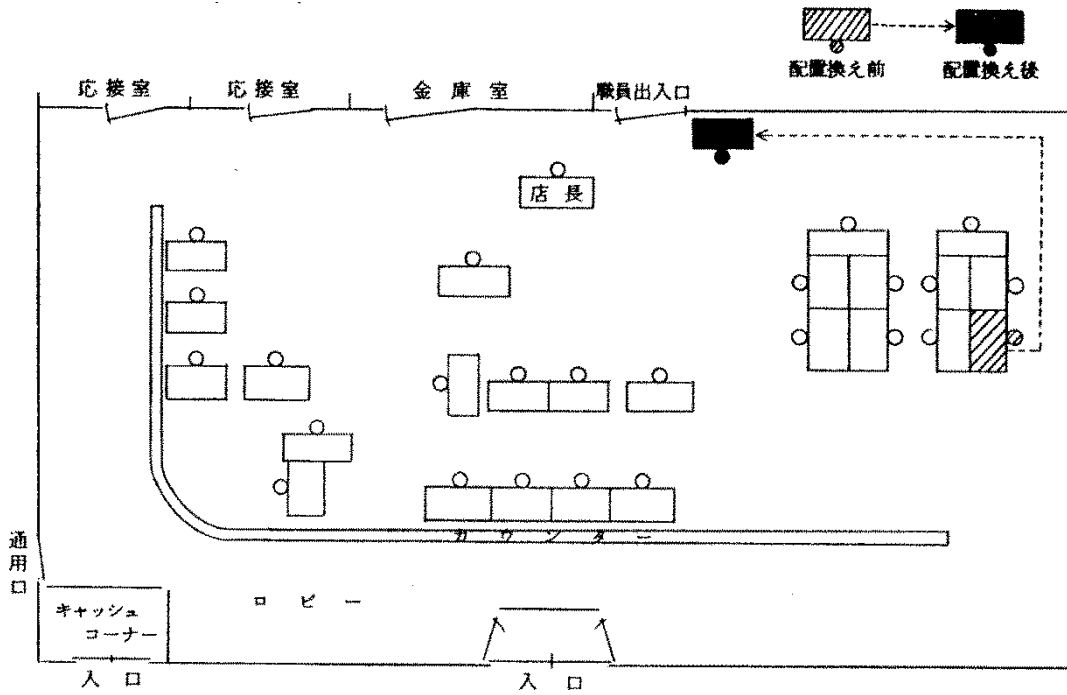 配置換え前
配置換え後
応接室
応接室
金庫室
職員出入口
店長
カウンター
通用口
キャッシュ
コーナー
ロビー
入口
入口